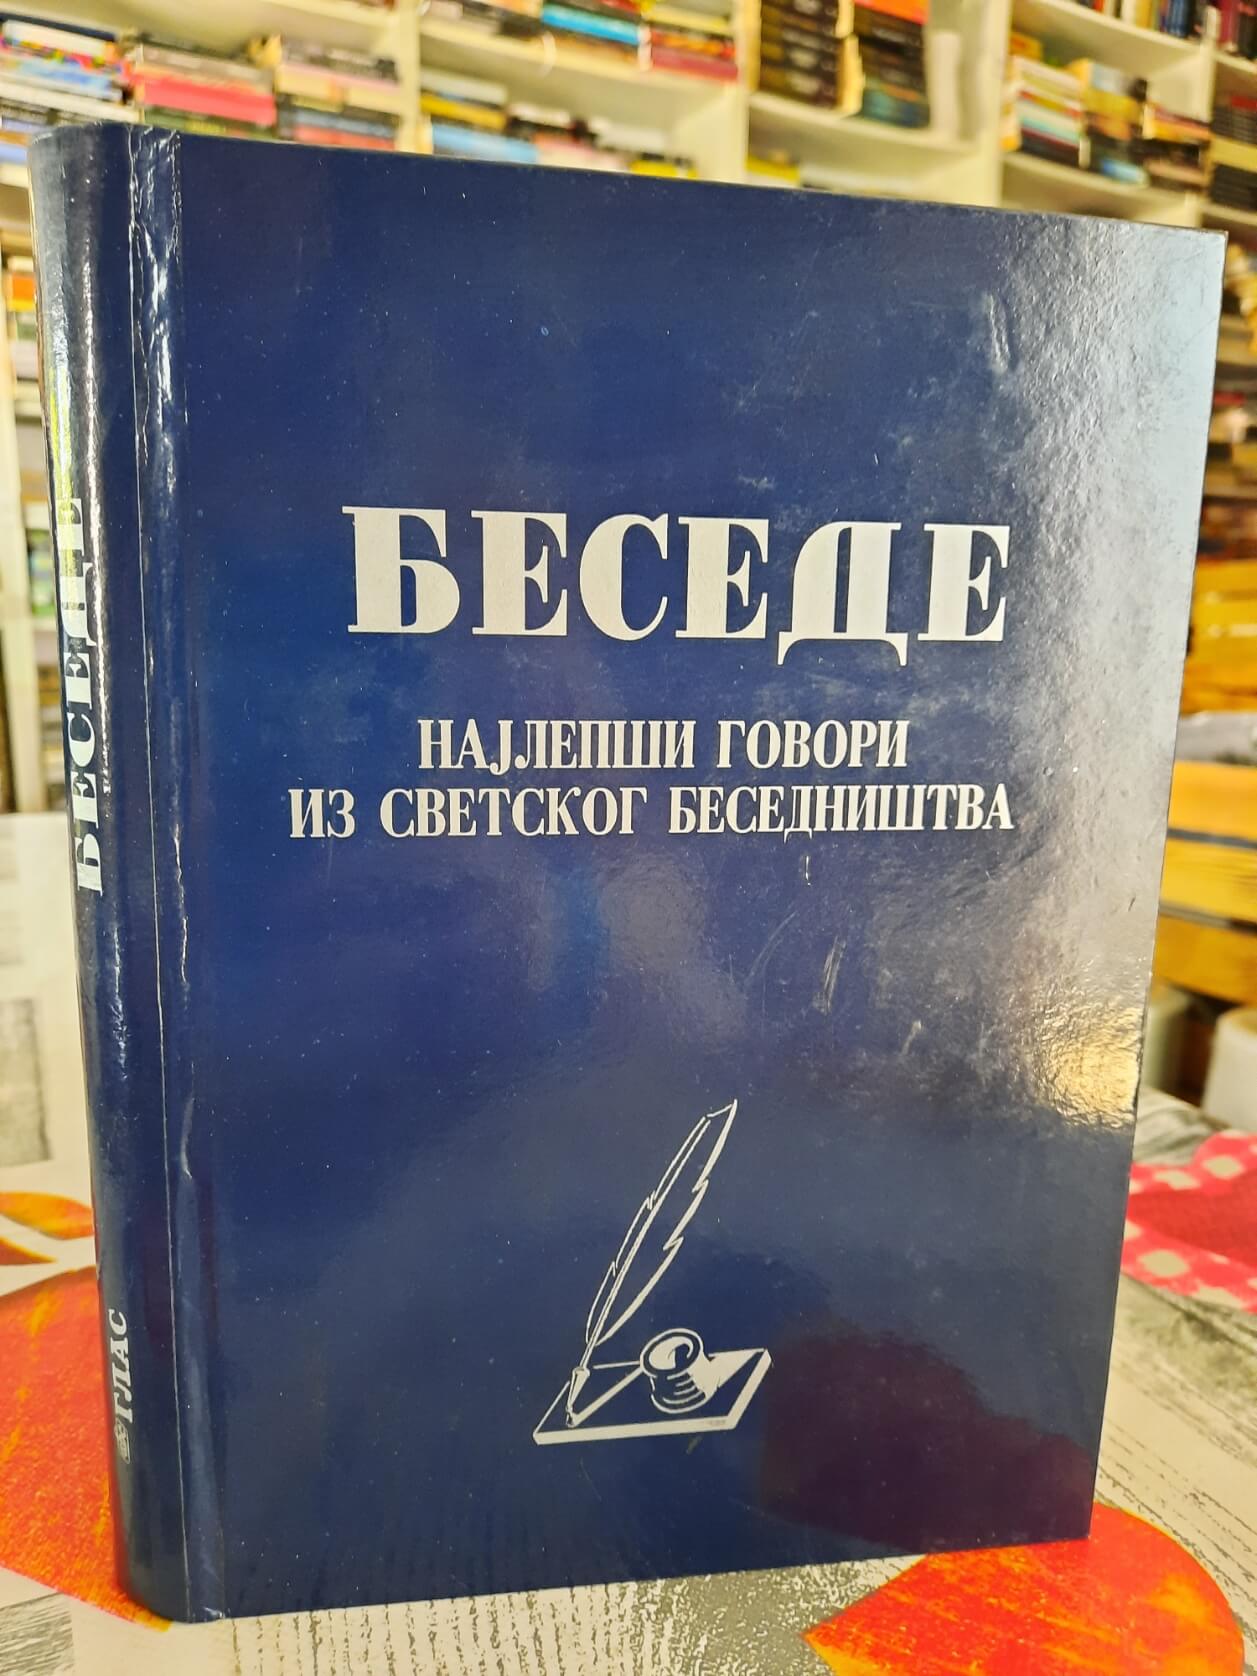 БЕСЕДЕ
НАЈЛЕПШИ ГОВОРИ
ИЗ СВЕТСКОГ БЕСЕДНИШТВА
БЕСЕДЕ
ГЛАС